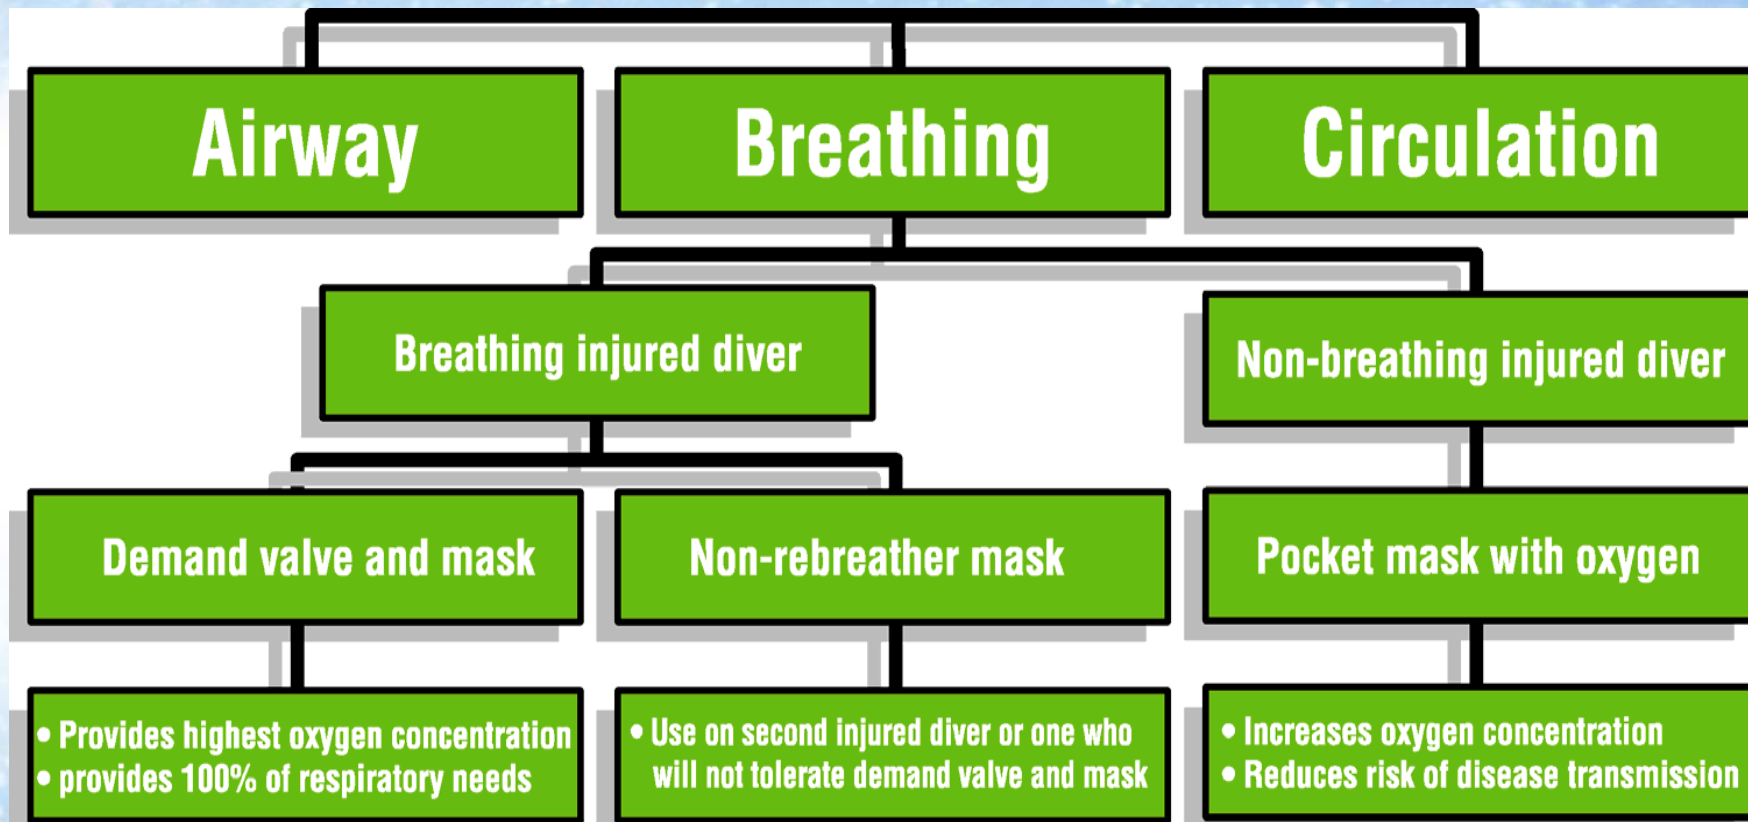 Airway
Breathing
Circulation
Breathing injured diver
Non-breathing injured diver
Demand valve and mask
Non-rebreather mask
Pocket mask with oxygen
• Provides highest oxygen concentration
• provides 100% of respiratory needs
• Use on second injured diver or one who
will not tolerate demand valve and mask
• Increases oxygen concentration
• Reduces risk of disease transmission